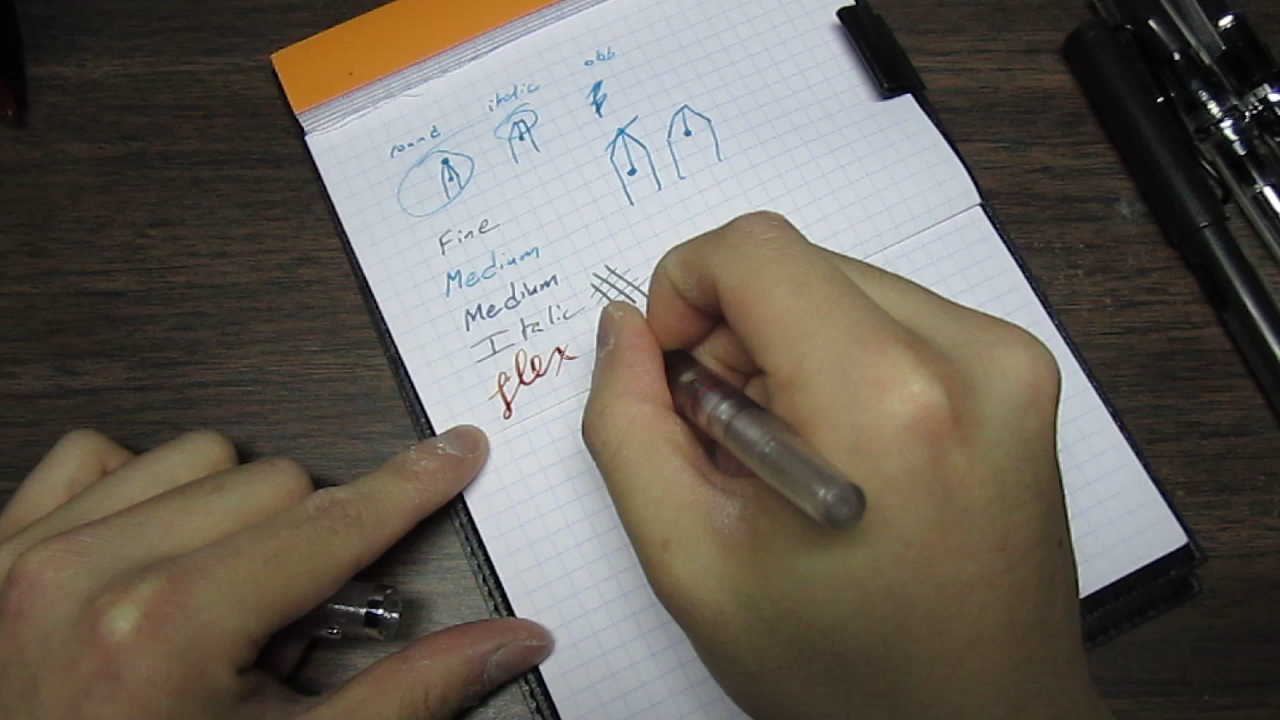 obb
italic
round
Fine
Medium
Medium
Italic
flex